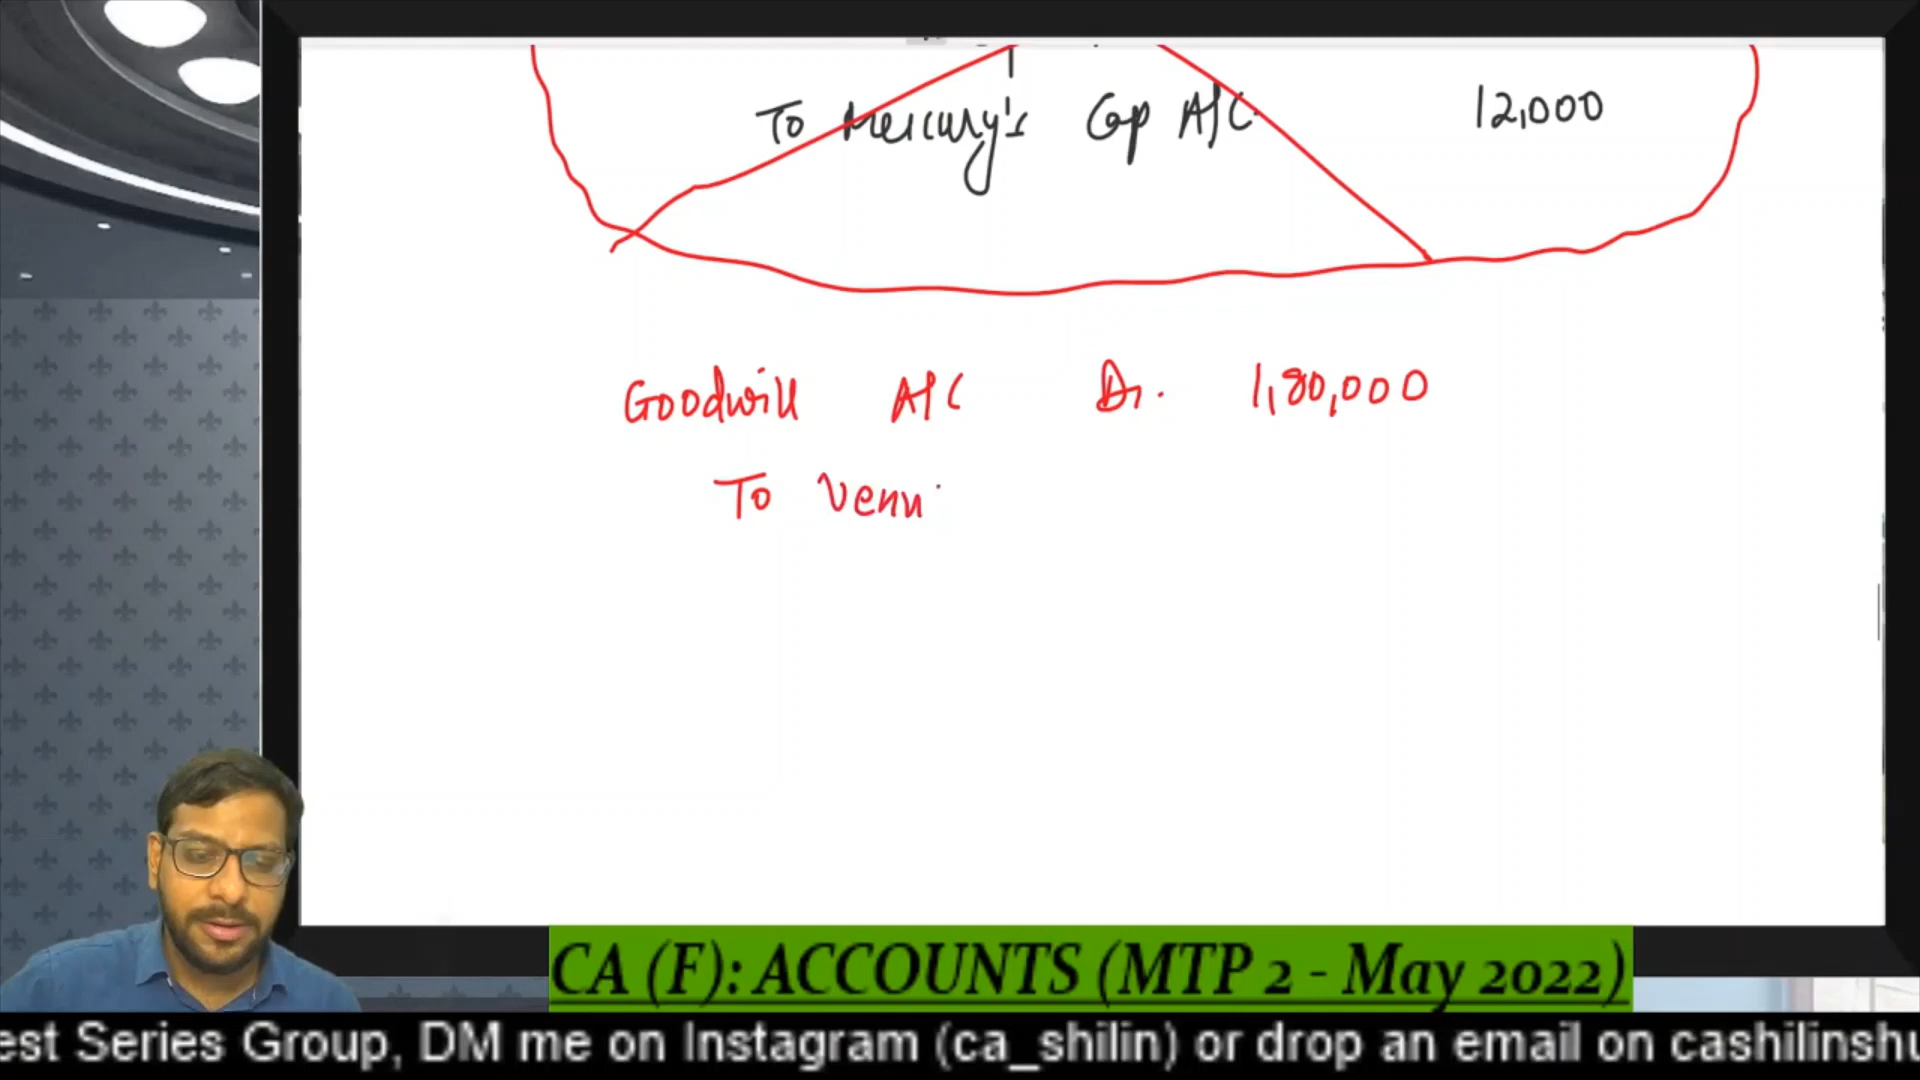 To Mercury's Cap A/C 12,000
Goodwill A/C Dr. 1,80,000
To Venu
CA (F): ACCOUNTS (MTP 2 - May 2022)
est Series Group, DM me on Instagram (ca_shilin) or drop an email on cashilinshu